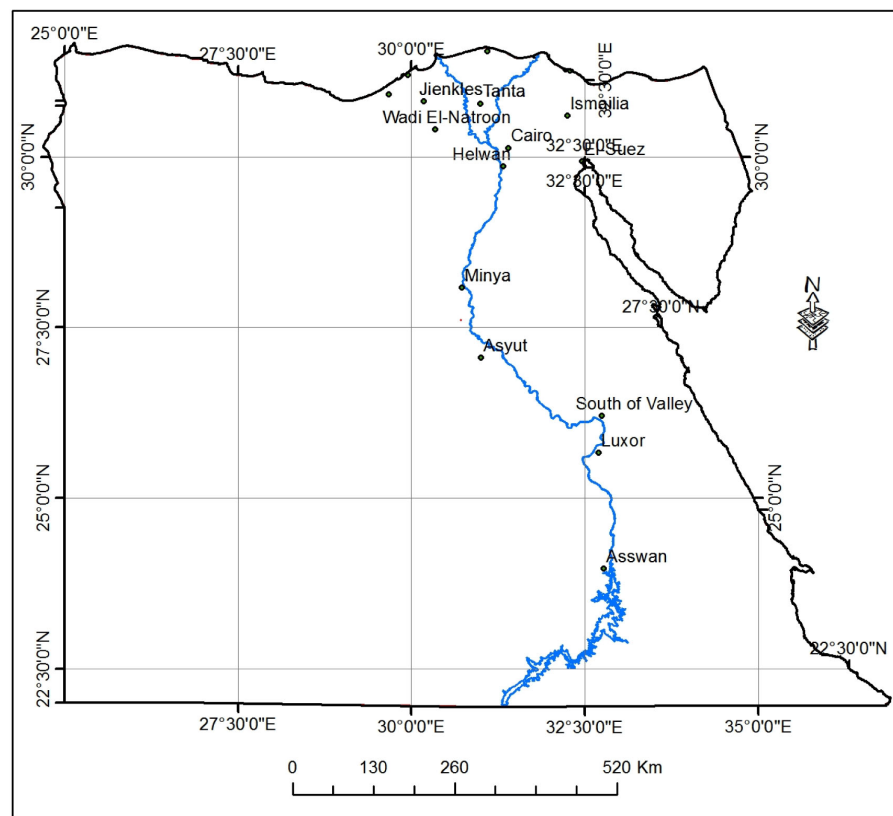 25°0'0"E
27°30'0"E
30°0'0"E
32°30'0"E
Jienkles
Tanta
Ismailia
Wadi El-Natroon
Cairo
32°30'0"E
El-Suez
Helwan
30°0'0"N
30°0'0"N
32°30'0"E
Minya
N
27°30'0"N
27°30'0"N
Asyut
South of Valley
Luxor
25°0'0"N
25°0'0"N
Asswan
22°30'0"N
22°30'0"N
27°30'0"E
30°0'0"E
32°30'0"E
35°0'0"E
0 130 260 520 Km